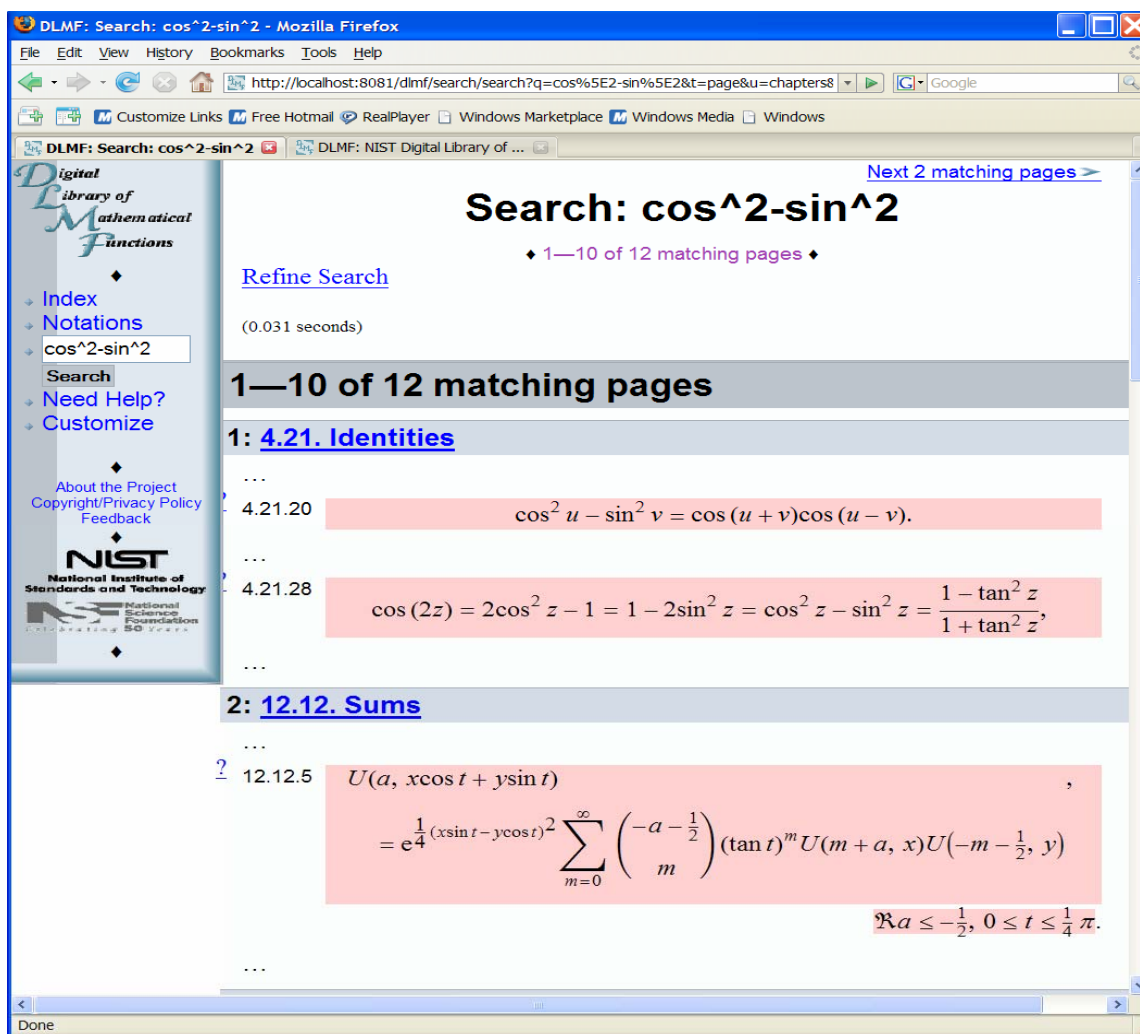 DLMF: Search: cos^2-sin^2 - Mozilla Firefox
File Edit View History Bookmarks Tools Help
http://localhost:8081/dlmf/search/search?q=cos%5E2-sin%5E2&t=page&u=chapters8
G Google
Customize Links Free Hotmail RealPlayer Windows Marketplace Windows Media Windows
DLMF: Search: cos^2-sin^2
DLMF: NIST Digital Library of ...
Digital
Library of
Mathematical
Functions
Index
Notations
cos^2-sin^2
Search
Need Help?
Customize
About the Project
Copyright/Privacy Policy
Feedback
NIST
National Institute of
Standards and Technology
NSF National
Science
Foundation
Celebrating 50 Years
Next 2 matching pages >
Search: cos^2-sin^2
♦ 1—10 of 12 matching pages ♦
Refine Search
(0.031 seconds)
1—10 of 12 matching pages
1: 4.21. Identities
...
4.21.20 cos² u − sin² v = cos (u + v)cos (u − v).
...
4.21.28 cos (2z) = 2cos² z − 1 = 1 − 2sin² z = cos² z − sin² z = (1 − tan² z)/(1 + tan² z),
...
2: 12.12. Sums
...
? 12.12.5 U(a, xcos t + ysin t) ,
= e^{1/4 (xsin t − ycos t)²} ∑_{m=0}^{∞} (−a − 1/2 m) (tan t)^m U(m + a, x)U(−m − 1/2, y)
ℜa ≤ −1/2, 0 ≤ t ≤ 1/4 π.
...
Done